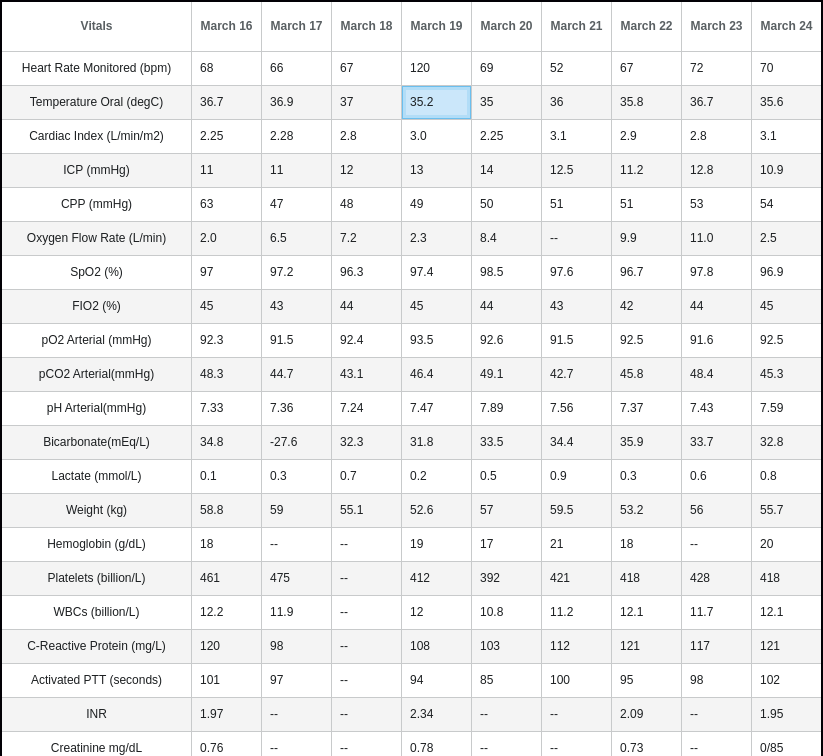 Vitals March 16 March 17 March 18 March 19 March 20 March 21 March 22 March 23 March 24
Heart Rate Monitored (bpm) 68 66 67 120 69 52 67 72 70
Temperature Oral (degC) 36.7 36.9 37 35.2 35 36 35.8 36.7 35.6
Cardiac Index (L/min/m2) 2.25 2.28 2.8 3.0 2.25 3.1 2.9 2.8 3.1
ICP (mmHg) 11 11 12 13 14 12.5 11.2 12.8 10.9
CPP (mmHg) 63 47 48 49 50 51 51 53 54
Oxygen Flow Rate (L/min) 2.0 6.5 7.2 2.3 8.4 -- 9.9 11.0 2.5
SpO2 (%) 97 97.2 96.3 97.4 98.5 97.6 96.7 97.8 96.9
FIO2 (%) 45 43 44 45 44 43 42 44 45
pO2 Arterial (mmHg) 92.3 91.5 92.4 93.5 92.6 91.5 92.5 91.6 92.5
pCO2 Arterial(mmHg) 48.3 44.7 43.1 46.4 49.1 42.7 45.8 48.4 45.3
pH Arterial(mmHg) 7.33 7.36 7.24 7.47 7.89 7.56 7.37 7.43 7.59
Bicarbonate(mEq/L) 34.8 -27.6 32.3 31.8 33.5 34.4 35.9 33.7 32.8
Lactate (mmol/L) 0.1 0.3 0.7 0.2 0.5 0.9 0.3 0.6 0.8
Weight (kg) 58.8 59 55.1 52.6 57 59.5 53.2 56 55.7
Hemoglobin (g/dL) 18 -- -- 19 17 21 18 -- 20
Platelets (billion/L) 461 475 -- 412 392 421 418 428 418
WBCs (billion/L) 12.2 11.9 -- 12 10.8 11.2 12.1 11.7 12.1
C-Reactive Protein (mg/L) 120 98 -- 108 103 112 121 117 121
Activated PTT (seconds) 101 97 -- 94 85 100 95 98 102
INR 1.97 -- -- 2.34 -- -- 2.09 -- 1.95
Creatinine mg/dL 0.76 -- -- 0.78 -- -- 0.73 -- 0/85